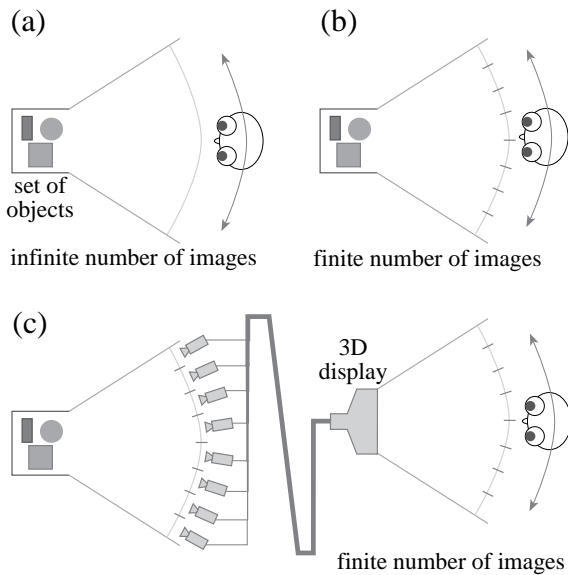 (a)
set of
objects
infinite number of images
(b)
finite number of images
(c)
3D
display
finite number of images